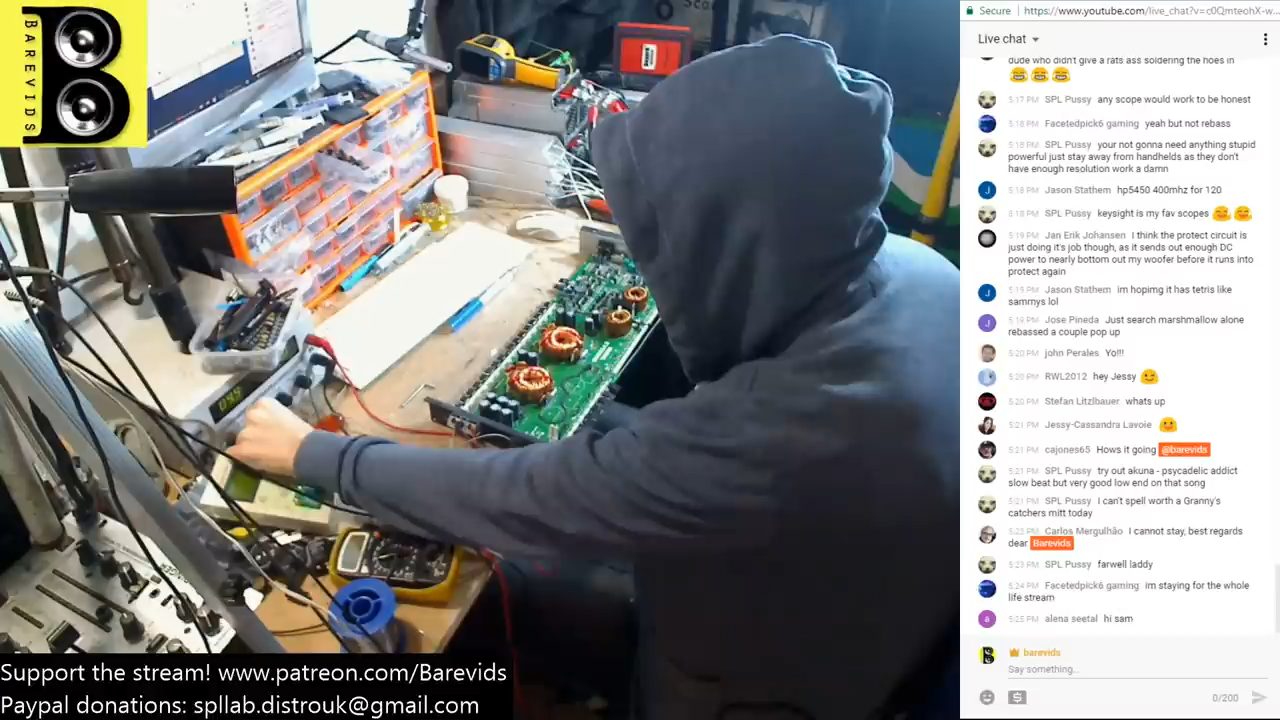 BAREVIDS
Secure
https://www.youtube.com/live_chat?v=c0QmteohX-w...
Live chat
dude who didn't give a rats ass soldering the hoes in
5:17 PM SPL Pussy any scope would work to be honest
5:18 PM Facetedpick6 gaming yeah but not rebass
5:18 PM SPL Pussy your not gonna need anything stupid
powerful just stay away from handhelds as they don't
have enough resolution work a damn
5:18 PM Jason Stathem hp5450 400mhz for 120
5:18 PM SPL Pussy keysight is my fav scopes
5:19 PM Jan Erik Johansen I think the protect circuit is
just doing it's job though, as it sends out enough DC
power to nearly bottom out my woofer before it runs into
protect again
5:19 PM Jason Stathem im hopimg it has tetris like
sammys lol
5:19 PM Jose Pineda Just search marshmallow alone
rebassed a couple pop up
5:20 PM john Perales Yo!!!
5:20 PM RWL2012 hey Jessy
5:20 PM Stefan Litzlbauer whats up
5:21 PM Jessy-Cassandra Lavoie
5:21 PM cajones65 Hows it going @barevids
5:21 PM SPL Pussy try out akuna - psycadelic addict
slow beat but very good low end on that song
5:21 PM SPL Pussy I can't spell worth a Granny's
catchers mitt today
5:23 PM Carlos Mergulhão I cannot stay, best regards
dear Barevids
5:23 PM SPL Pussy farwell laddy
5:24 PM Facetedpick6 gaming im staying for the whole
life stream
5:25 PM alena seetal hi sam
barevids
Say something...
0/200
Support the stream! www.patreon.com/Barevids
Paypal donations: spllab.distrouk@gmail.com